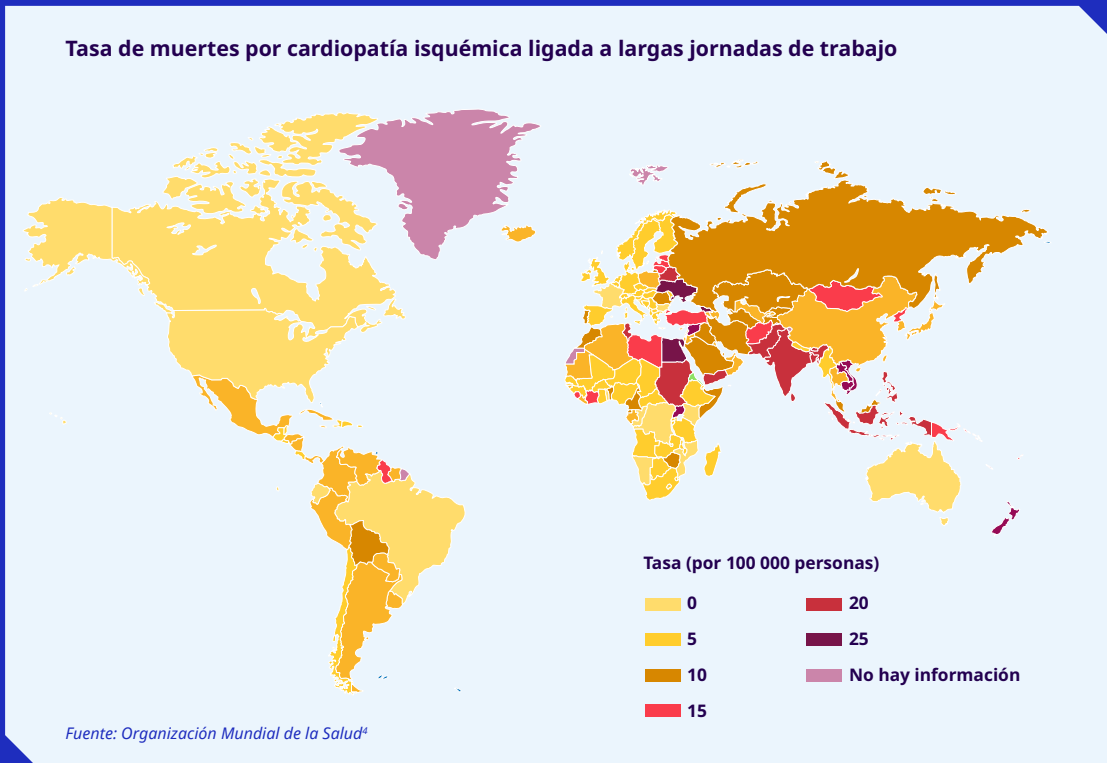 Tasa de muertes por cardiopatía isquémica ligada a largas jornadas de trabajo
Tasa (por 100 000 personas)
0
5
10
15
20
25
No hay información
Fuente: Organización Mundial de la Salud⁴